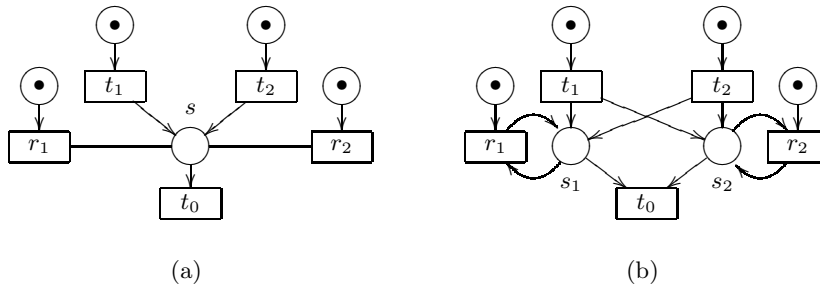 t₁ t₂ t₁ t₂
s
r₁ r₂ r₁ r₂
s₁ s₂
t₀ t₀
(a) (b)